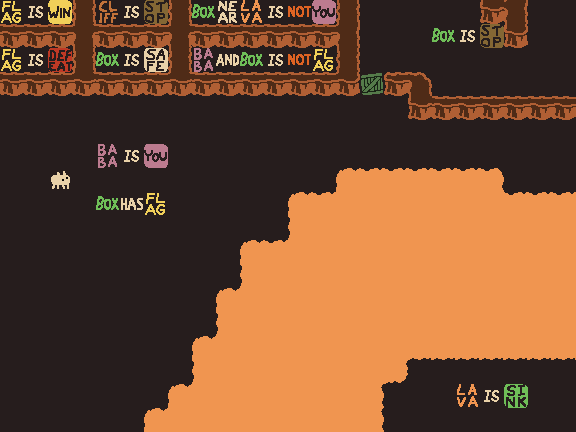 FLAG IS WIN CLIFF IS STOP BOX NEAR LAVA IS NOT YOU
BOX IS STOP
FLAG IS DEFEAT BOX IS SAFE BABA AND BOX IS NOT FLAG
BABA IS YOU
BOX HAS FLAG
LAVA IS SINK